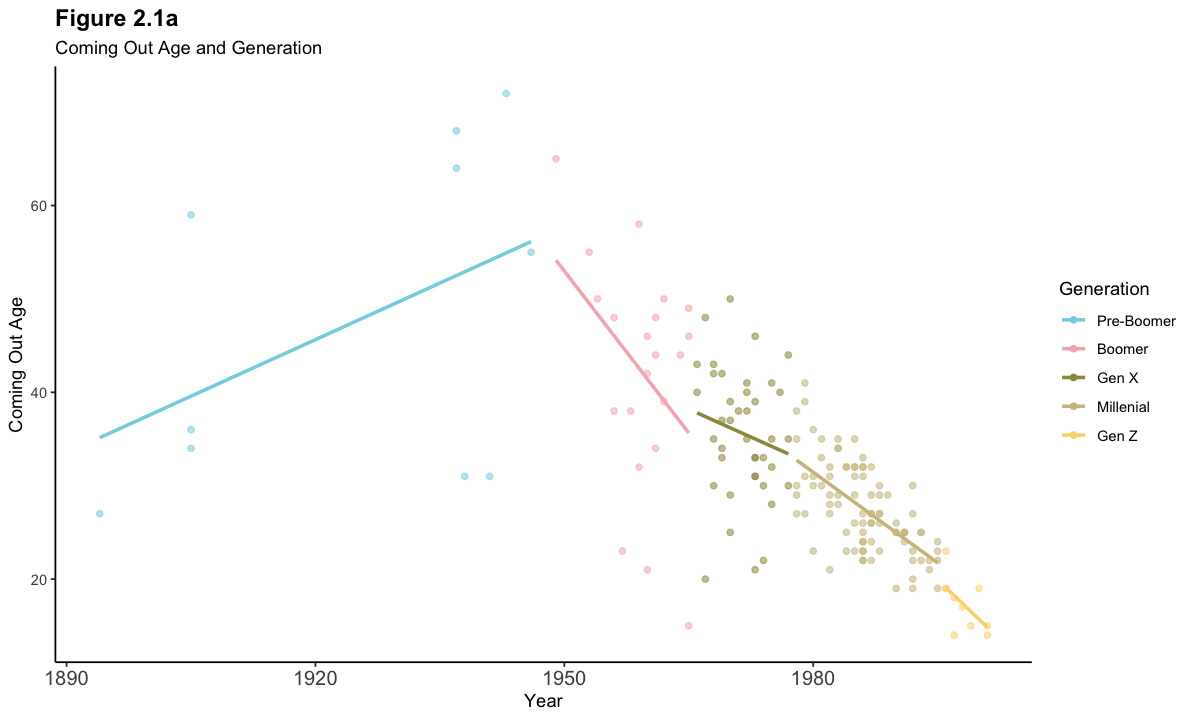 Figure 2.1a
Coming Out Age and Generation
Coming Out Age
60
40
20
1890
1920
1950
1980
Year
Generation
Pre-Boomer
Boomer
Gen X
Millenial
Gen Z